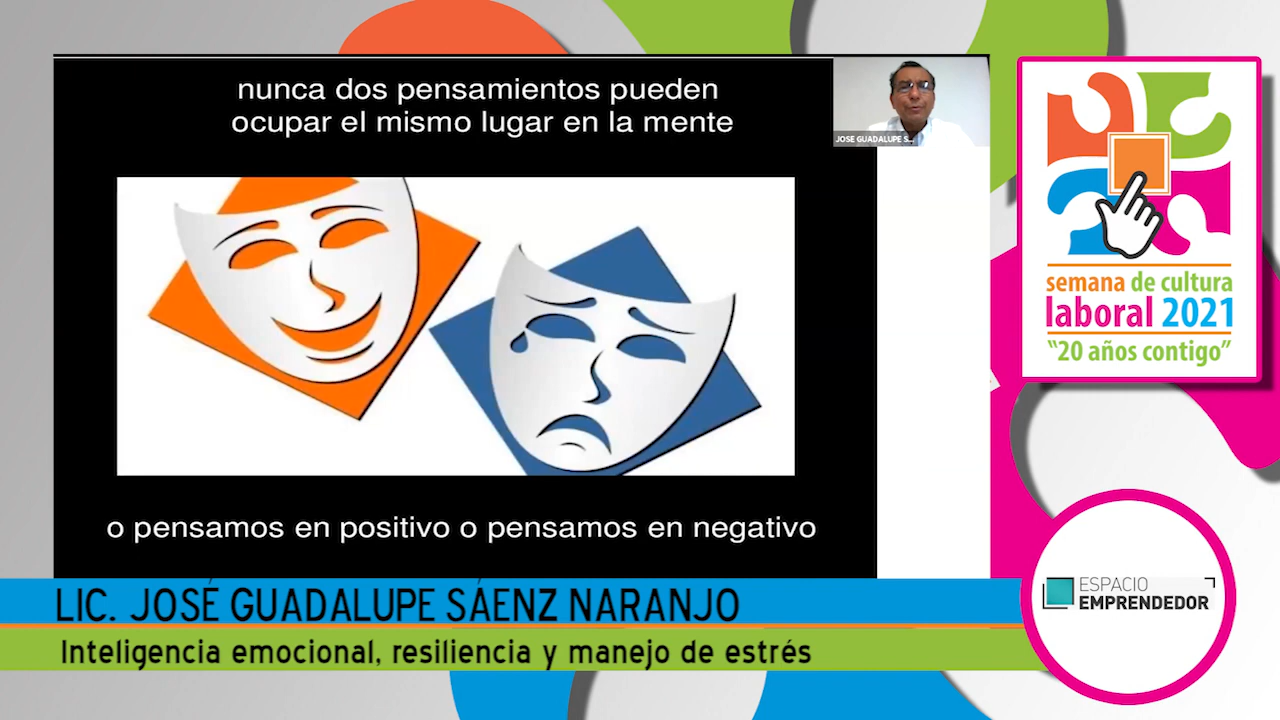 nunca dos pensamientos pueden
ocupar el mismo lugar en la mente
JOSE GUADALUPE S...
o pensamos en positivo o pensamos en negativo
semana de cultura
laboral 2021
"20 años contigo"
ESPACIO
EMPRENDEDOR
LIC. JOSÉ GUADALUPE SÁENZ NARANJO
Inteligencia emocional, resiliencia y manejo de estrés